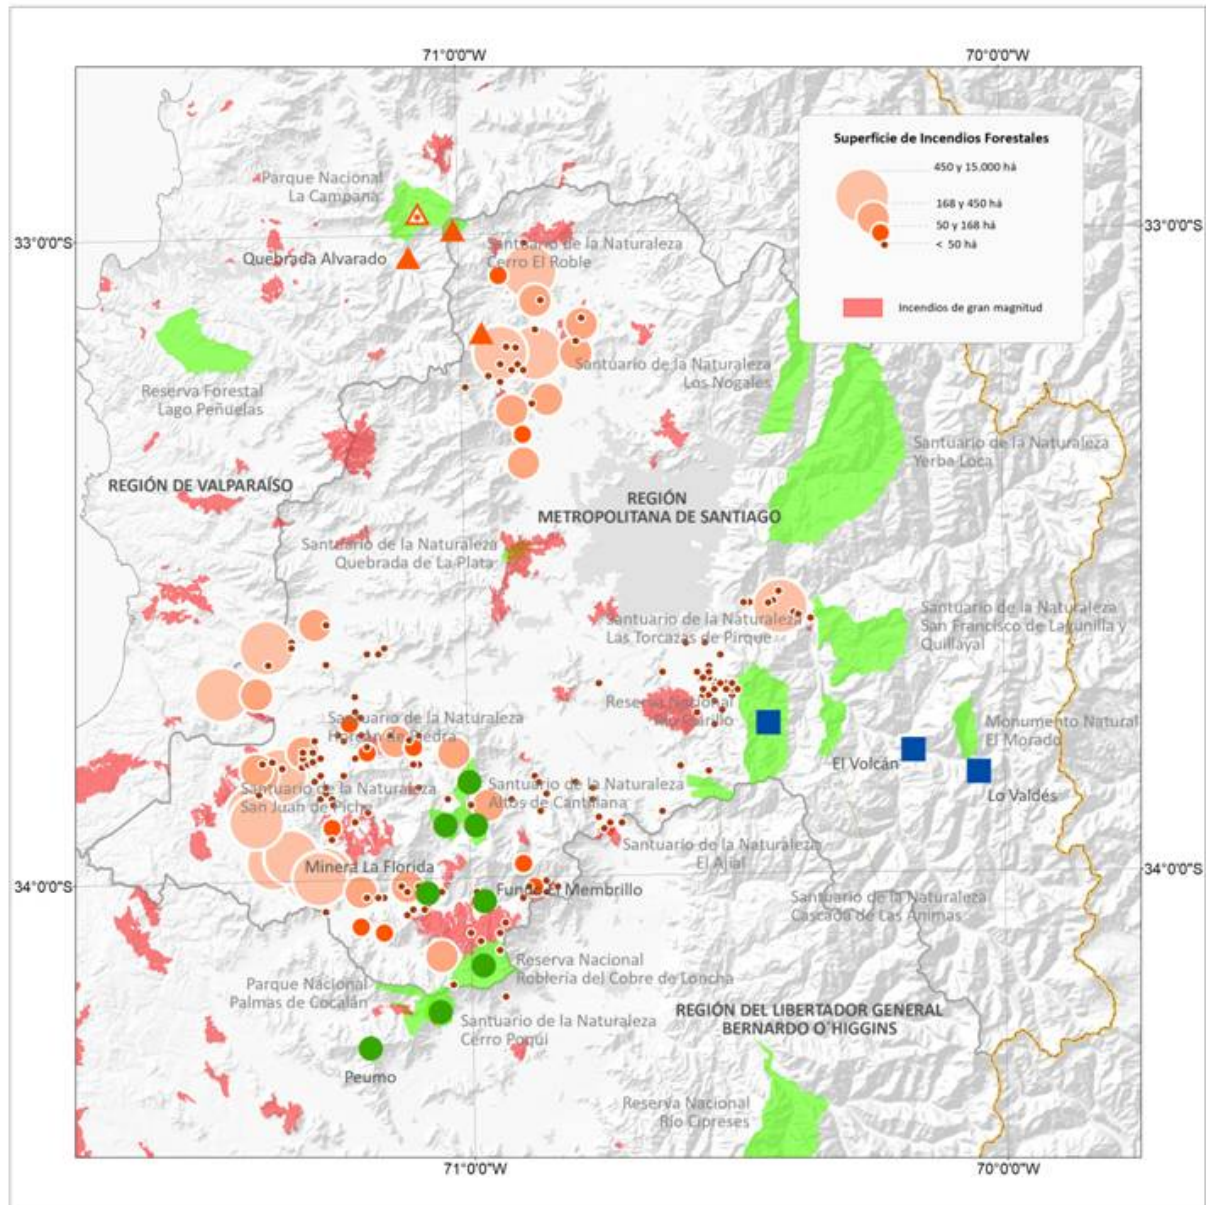 71°0'0"W
70°0'0"W
Superficie de Incendios Forestales
450 y 15.000 há
168 y 450 há
50 y 168 há
< 50 há
Incendios de gran magnitud
Parque Nacional
La Campana
33°0'0"S
33°0'0"S
Quebrada Alvarado
Santuario de la Naturaleza
Cerro El Roble
Santuario de la Naturaleza
Los Nogales
Reserva Forestal
Lago Peñuelas
Santuario de la Naturaleza
Yerba Loca
REGIÓN DE VALPARAÍSO
REGIÓN
METROPOLITANA DE SANTIAGO
Santuario de la Naturaleza
Quebrada de La Plata
Santuario de la Naturaleza
Las Torcazas de Pirque
Santuario de la Naturaleza
San Francisco de Lagunilla y
Quillayal
Reserva Nacional
Santuario de la Naturaleza
Monumento Natural
El Morado
El Volcán
Lo Valdés
Santuario de la Naturaleza
San Juan de Piche
Santuario de la Naturaleza
Altos de Cantillana
Santuario de la Naturaleza
El Ajial
Minera La Florida
34°0'0"S
34°0'0"S
Fundo El Membrillo
Santuario de la Naturaleza
Cascada de Las Animas
Reserva Nacional
Roblería del Cobre de Loncha
Parque Nacional
Palmas de Cocalán
Santuario de la Naturaleza
Cerro Poqui
REGIÓN DEL LIBERTADOR GENERAL
BERNARDO O´HIGGINS
Peumo
Reserva Nacional
Río Cipreses
71°0'0"W
70°0'0"W